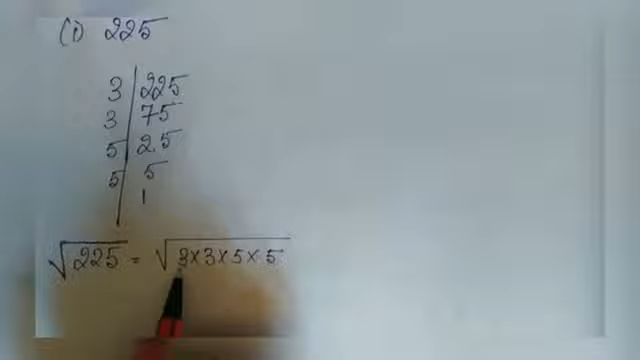 (i) 225
3 | 225
3 | 75
5 | 25
5 | 5
| 1
√225 = √3×3×5×5